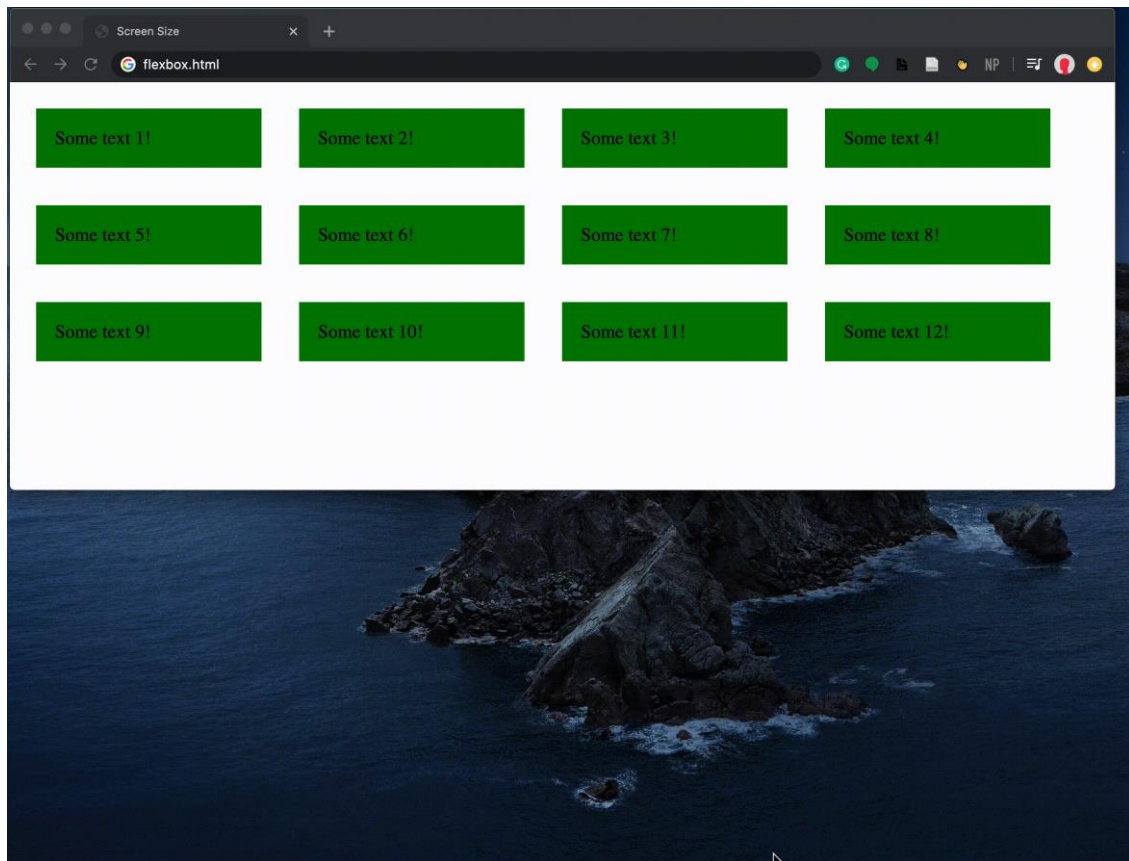 Screen Size
flexbox.html
NP
Some text 1! Some text 2! Some text 3! Some text 4!
Some text 5! Some text 6! Some text 7! Some text 8!
Some text 9! Some text 10! Some text 11! Some text 12!